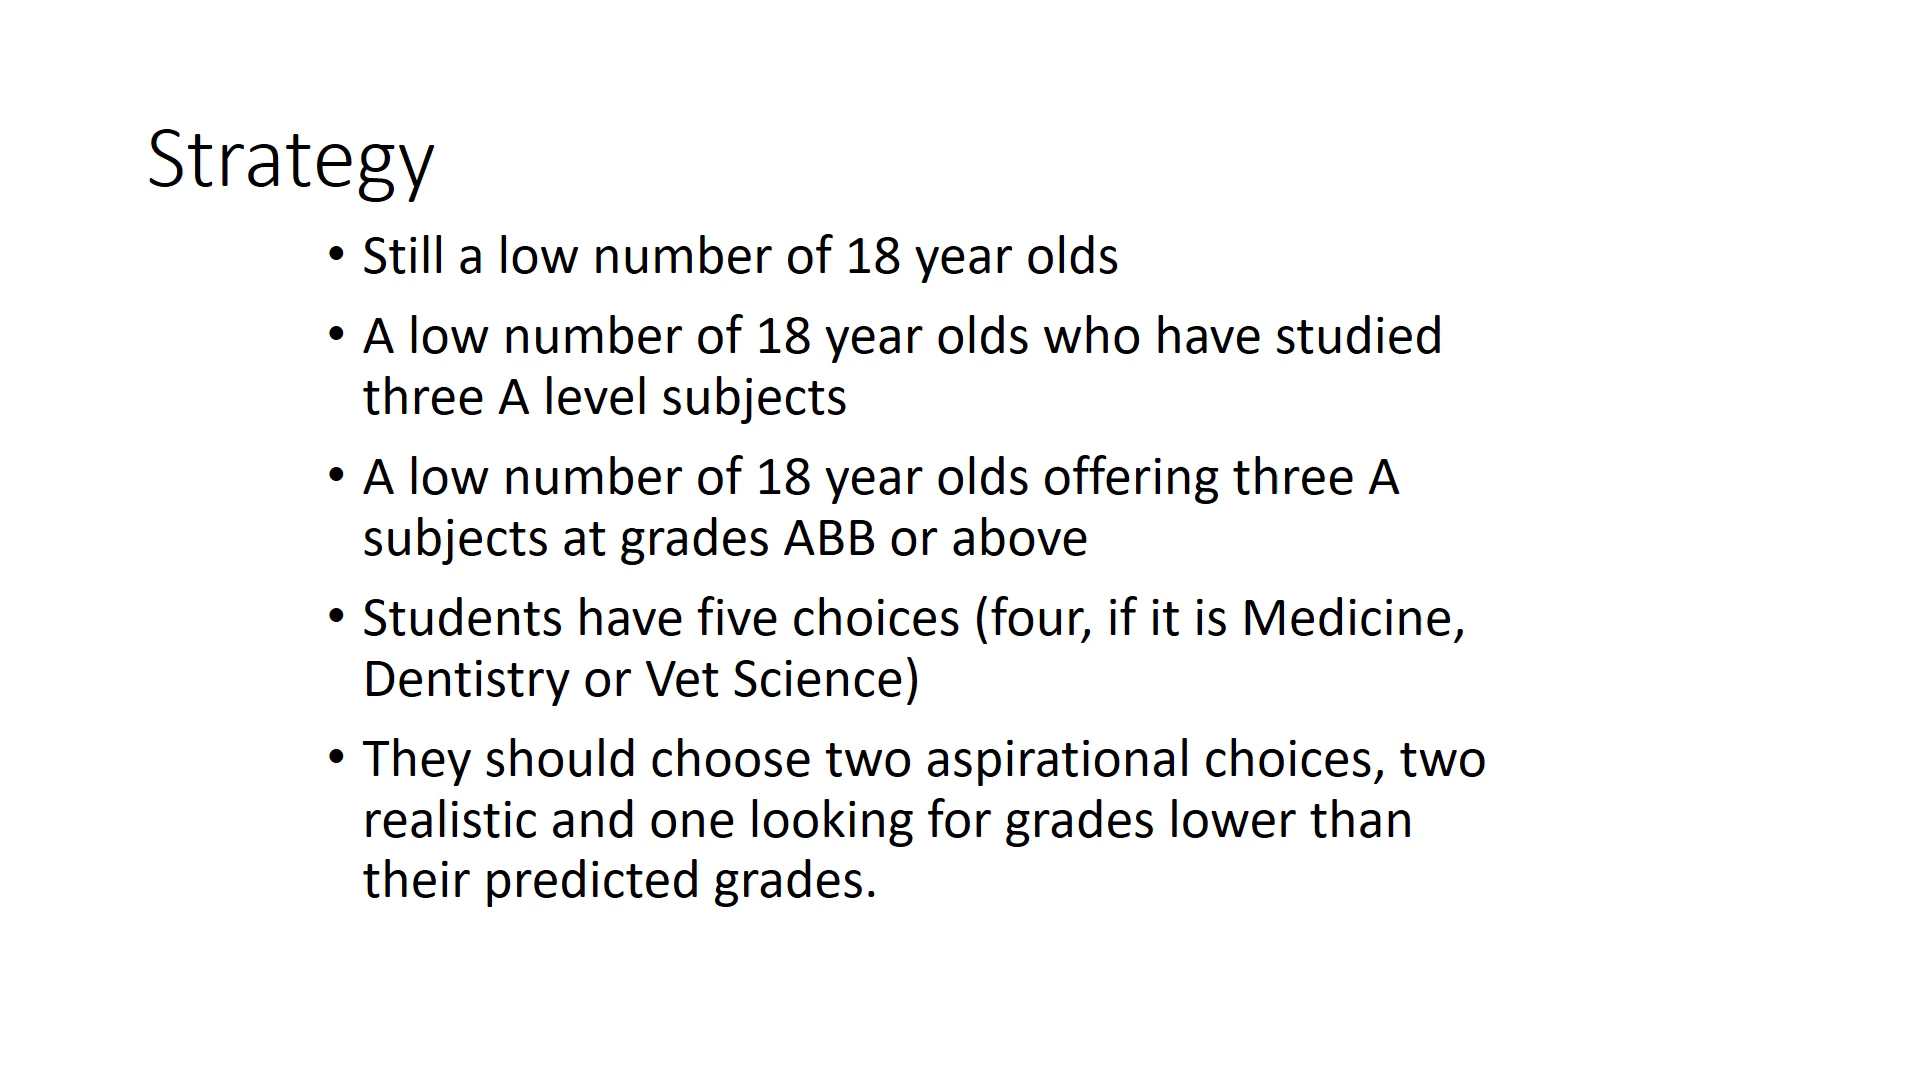 Strategy
• Still a low number of 18 year olds
• A low number of 18 year olds who have studied
three A level subjects
• A low number of 18 year olds offering three A
subjects at grades ABB or above
• Students have five choices (four, if it is Medicine,
Dentistry or Vet Science)
• They should choose two aspirational choices, two
realistic and one looking for grades lower than
their predicted grades.